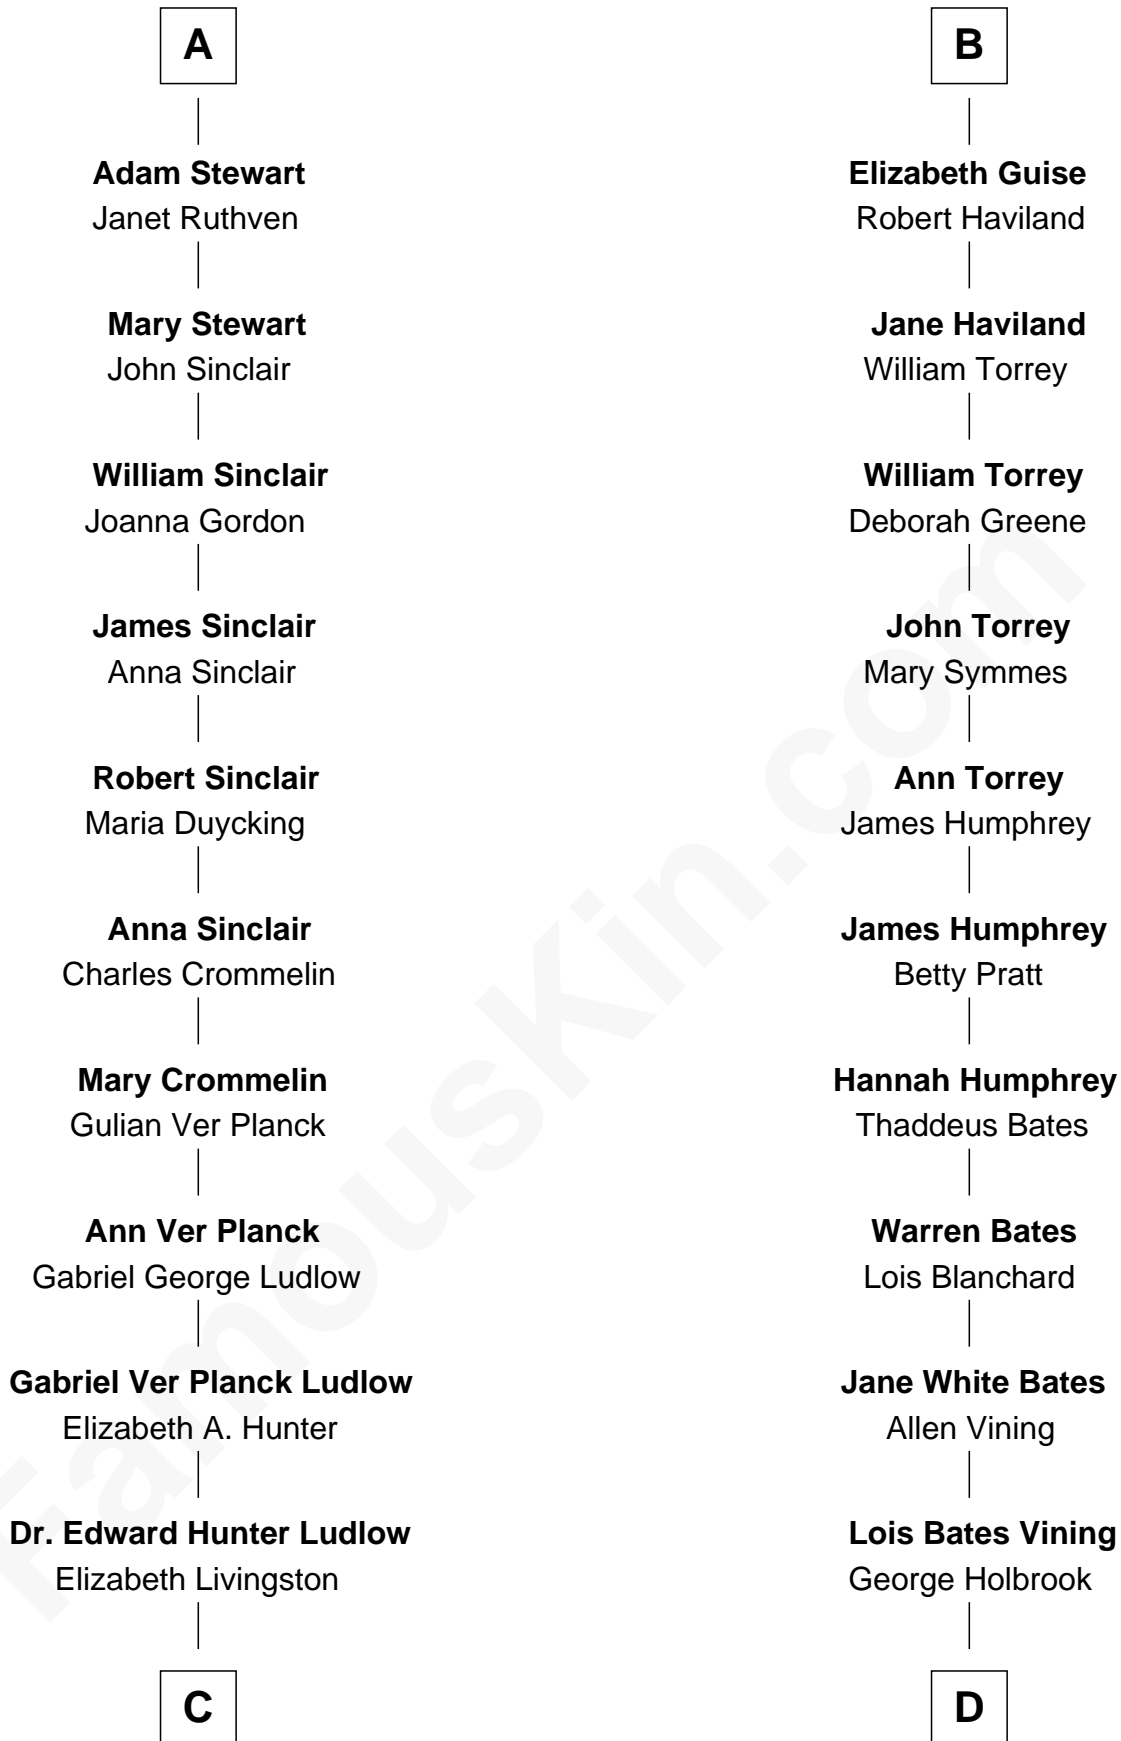 A
Adam Stewart
Janet Ruthven
Mary Stewart
John Sinclair
William Sinclair
Joanna Gordon
James Sinclair
Anna Sinclair
Robert Sinclair
Maria Duycking
Anna Sinclair
Charles Crommelin
Mary Crommelin
Gulian Ver Planck
Ann Ver Planck
Gabriel George Ludlow
Gabriel Ver Planck Ludlow
Elizabeth A. Hunter
Dr. Edward Hunter Ludlow
Elizabeth Livingston
C
B
Elizabeth Guise
Robert Haviland
Jane Haviland
William Torrey
William Torrey
Deborah Greene
John Torrey
Mary Symmes
Ann Torrey
James Humphrey
James Humphrey
Betty Pratt
Hannah Humphrey
Thaddeus Bates
Warren Bates
Lois Blanchard
Jane White Bates
Allen Vining
Lois Bates Vining
George Holbrook
D
FamousKin.com